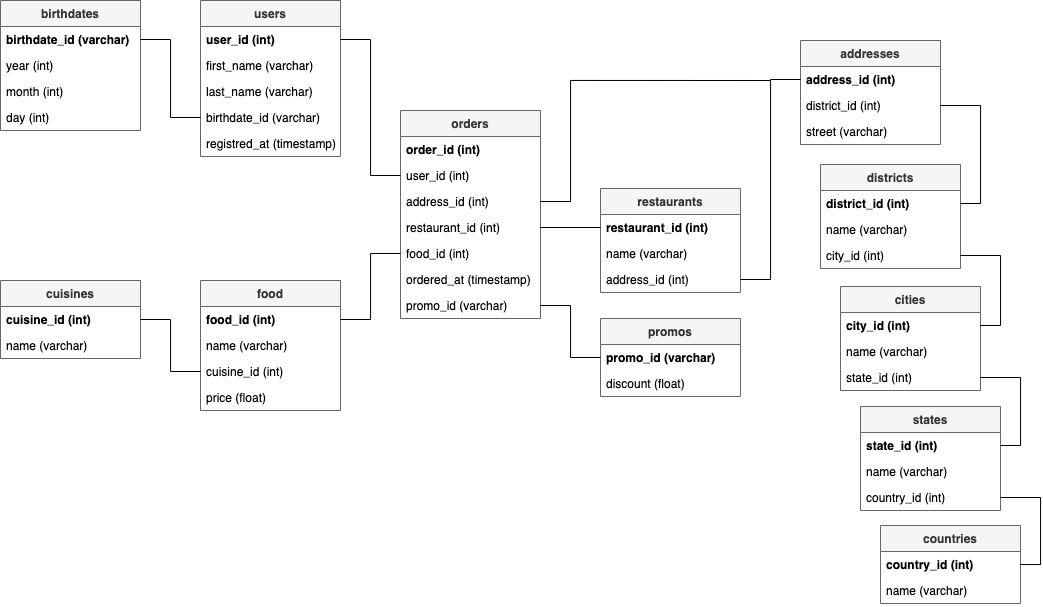 birthdates
birthdate_id (varchar)
year (int)
month (int)
day (int)
users
user_id (int)
first_name (varchar)
last_name (varchar)
birthdate_id (varchar)
registred_at (timestamp)
orders
order_id (int)
user_id (int)
address_id (int)
restaurant_id (int)
food_id (int)
ordered_at (timestamp)
promo_id (varchar)
cuisines
cuisine_id (int)
name (varchar)
food
food_id (int)
name (varchar)
cuisine_id (int)
price (float)
restaurants
restaurant_id (int)
name (varchar)
address_id (int)
promos
promo_id (varchar)
discount (float)
addresses
address_id (int)
district_id (int)
street (varchar)
districts
district_id (int)
name (varchar)
city_id (int)
cities
city_id (int)
name (varchar)
state_id (int)
states
state_id (int)
name (varchar)
country_id (int)
countries
country_id (int)
name (varchar)